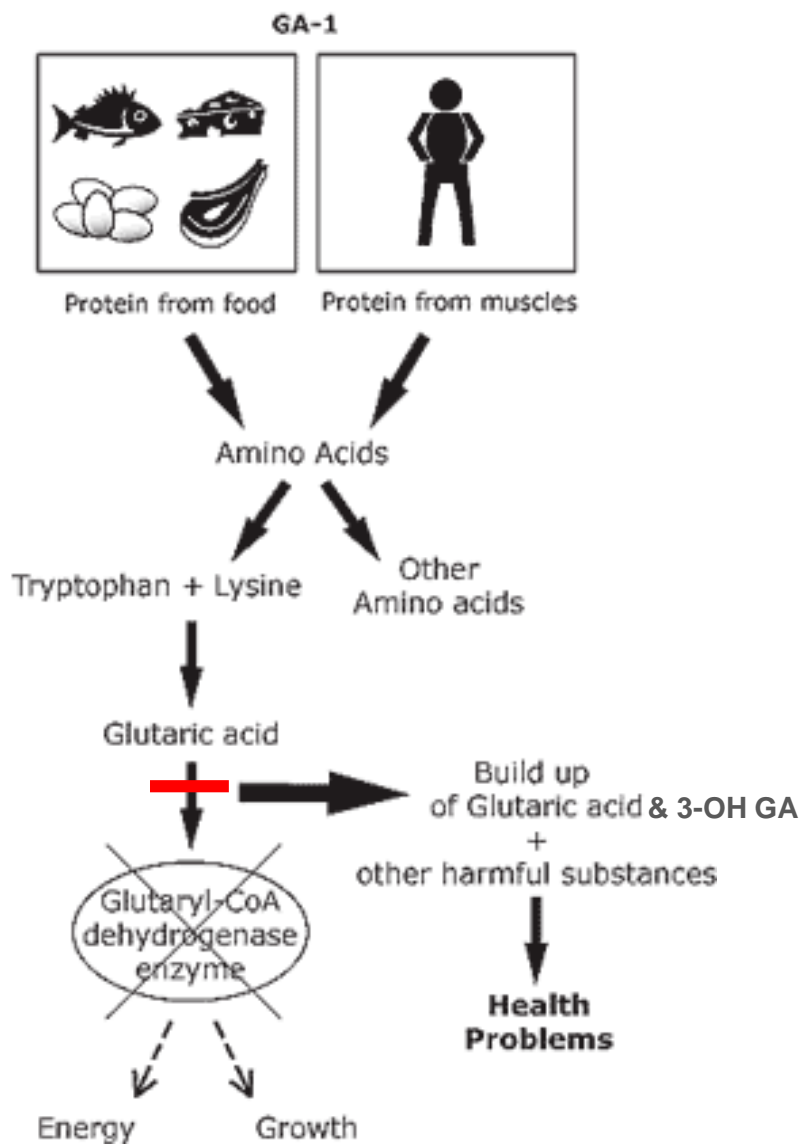 GA-1
Protein from food
Protein from muscles
Amino Acids
Tryptophan + Lysine
Other
Amino acids
Glutaric acid
Build up
of Glutaric acid & 3-OH GA
+
other harmful substances
Glutaryl-CoA
dehydrogenase
enzyme
Health
Problems
Energy
Growth